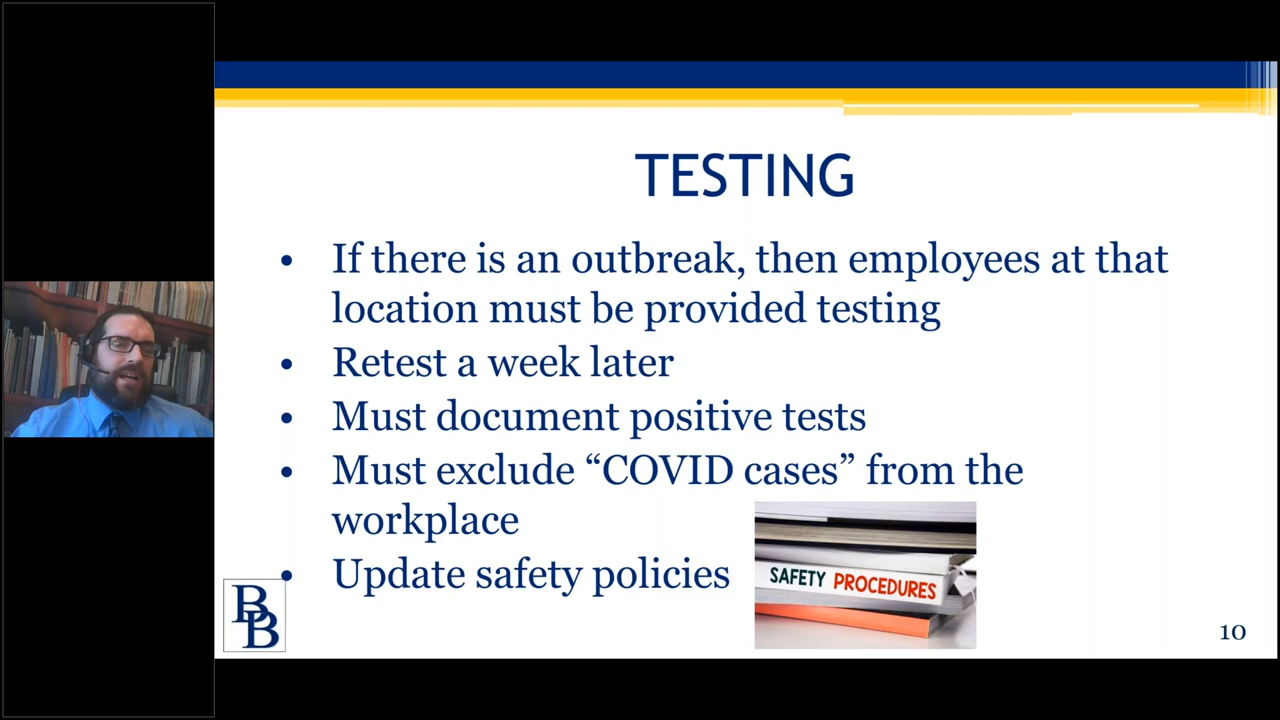 TESTING
• If there is an outbreak, then employees at that
location must be provided testing
• Retest a week later
• Must document positive tests
• Must exclude “COVID cases” from the
workplace
• Update safety policies
SAFETY PROCEDURES
BB
10